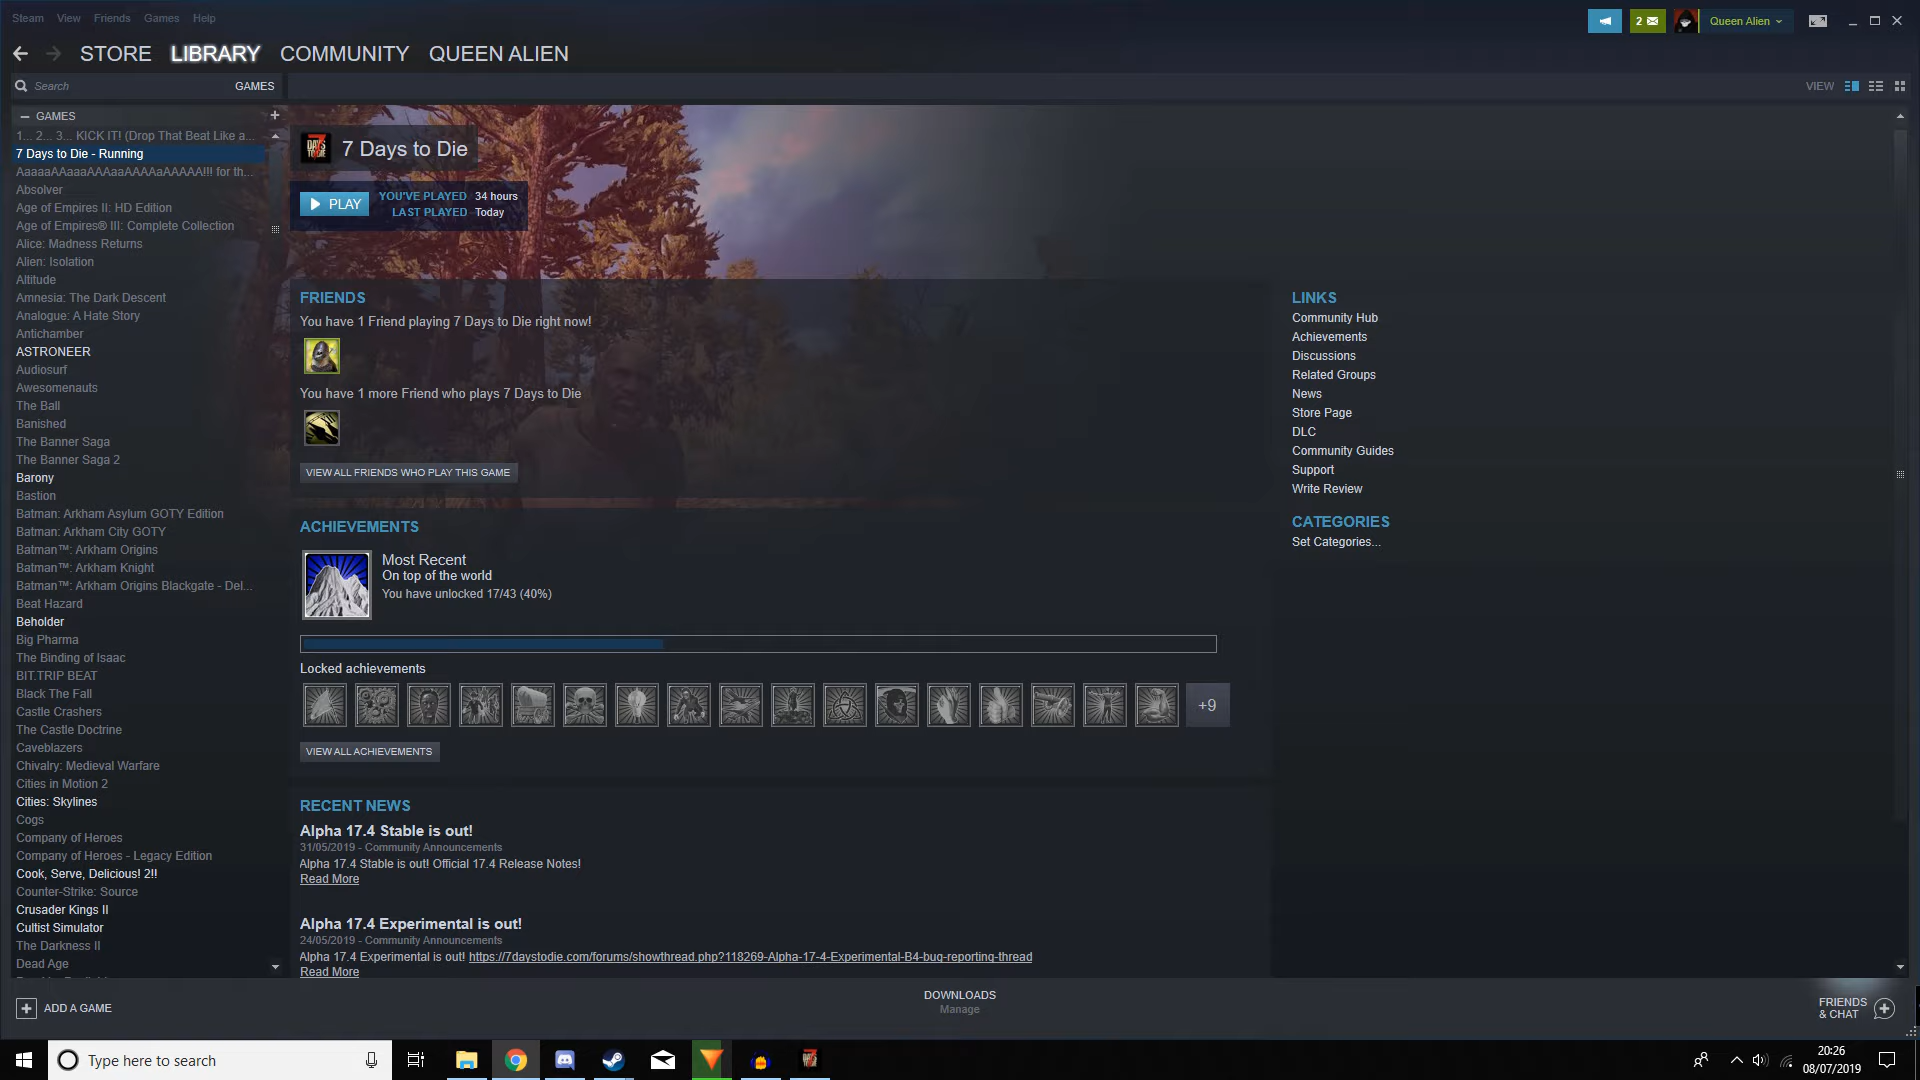 Steam View Friends Games Help
2 Queen Alien
STORE LIBRARY COMMUNITY QUEEN ALIEN
Search GAMES VIEW
GAMES
1... 2... 3... KICK IT! (Drop That Beat Like a...
7 Days to Die - Running
AaaaaAAaaaAAAaaAAAAaAAAAA!!! for th...
Absolver
Age of Empires II: HD Edition
Age of Empires® III: Complete Collection
Alice: Madness Returns
Alien: Isolation
Altitude
Amnesia: The Dark Descent
Analogue: A Hate Story
Antichamber
ASTRONEER
Audiosurf
Awesomenauts
The Ball
Banished
The Banner Saga
The Banner Saga 2
Barony
Bastion
Batman: Arkham Asylum GOTY Edition
Batman: Arkham City GOTY
Batman™: Arkham Origins
Batman™: Arkham Knight
Batman™: Arkham Origins Blackgate - Del...
Beat Hazard
Beholder
Big Pharma
The Binding of Isaac
BIT.TRIP BEAT
Black The Fall
Castle Crashers
The Castle Doctrine
Caveblazers
Chivalry: Medieval Warfare
Cities in Motion 2
Cities: Skylines
Cogs
Company of Heroes
Company of Heroes - Legacy Edition
Cook, Serve, Delicious! 2!!
Counter-Strike: Source
Crusader Kings II
Cultist Simulator
The Darkness II
Dead Age
7 DAYS TO DIE
7 Days to Die
PLAY
YOU'VE PLAYED 34 hours
LAST PLAYED Today
FRIENDS
You have 1 Friend playing 7 Days to Die right now!
You have 1 more Friend who plays 7 Days to Die
VIEW ALL FRIENDS WHO PLAY THIS GAME
ACHIEVEMENTS
Most Recent
On top of the world
You have unlocked 17/43 (40%)
Locked achievements
+9
VIEW ALL ACHIEVEMENTS
RECENT NEWS
Alpha 17.4 Stable is out!
31/05/2019 - Community Announcements
Alpha 17.4 Stable is out! Official 17.4 Release Notes!
Read More
Alpha 17.4 Experimental is out!
24/05/2019 - Community Announcements
Alpha 17.4 Experimental is out! https://7daystodie.com/forums/showthread.php?118269-Alpha-17-4-Experimental-B4-bug-reporting-thread
Read More
LINKS
Community Hub
Achievements
Discussions
Related Groups
News
Store Page
DLC
Community Guides
Support
Write Review
CATEGORIES
Set Categories...
ADD A GAME
DOWNLOADS
Manage
FRIENDS
& CHAT
Type here to search
20:26
08/07/2019